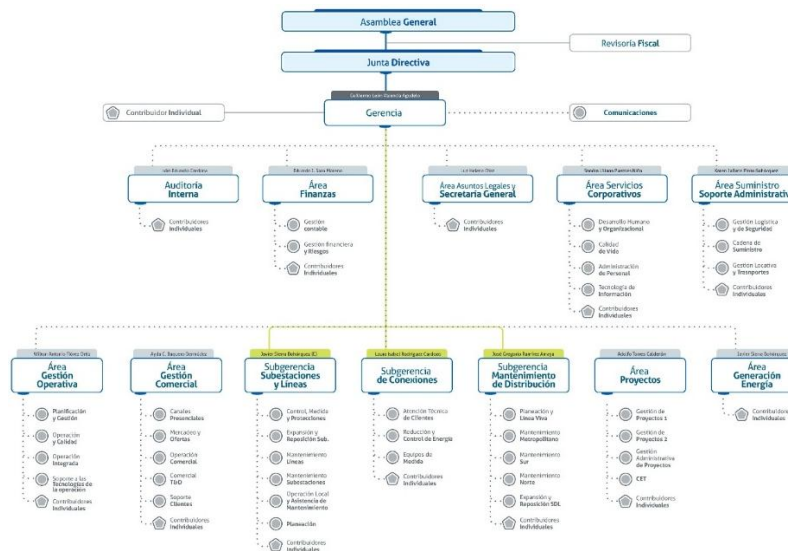 Asamblea General
Revisoría Fiscal
Junta Directiva
Gerencia
Contribuidor Individual
Comunicaciones
Auditoría
Interna
Contribuidores
Individuales
Área
Finanzas
Gestión
contable
Gestión financiera
y Riesgos
Contribuidores
Individuales
Área Asuntos Legales y
Secretaría General
Contribuidores
Individuales
Área Servicios
Corporativos
Desarrollo Humano
y Organizacional
Calidad
de Vida
Administración
de Personal
Tecnología de
Información
Contribuidores
Individuales
Área Suministro
Soporte Administrativ
Gestión Logística
y de Seguridad
Cadena de
Suministro
Gestión Locativa
y Transportes
Contribuidores
Individuales
Área
Gestión
Operativa
Planificación
y Gestión
Operación
y Calidad
Operación
Integrada
Soporte a las
Tecnologías de
la operación
Contribuidores
Individuales
Área
Gestión
Comercial
Canales
Presenciales
Mercadeo y
Ofertas
Operación
Comercial
Comercial
T&D
Soporte
Clientes
Contribuidores
Individuales
Subgerencia
Subestaciones
y Líneas
Control, Medida
y Protecciones
Expansión y
Reposición Sub.
Mantenimiento
Líneas
Mantenimiento
Subestaciones
Operación Local
y Asistencia de
Mantenimiento
Planeación
Contribuidores
Individuales
Subgerencia
de Conexiones
Atención Técnica
de Clientes
Reducción y
Control de Energía
Equipos de
Medida
Contribuidores
Individuales
Subgerencia
Mantenimiento
de Distribución
Planeación y
Línea Viva
Mantenimiento
Metropolitano
Mantenimiento
Sur
Mantenimiento
Norte
Expansión y
Reposición SDL
Contribuidores
Individuales
Adolfo Torres Calderón
Área
Proyectos
Gestión de
Proyectos 1
Gestión de
Proyectos 2
Gestión
Administrativa
de Proyectos
CET
Contribuidores
Individuales
Área
Generación
Energía
Contribuidores
Individuales